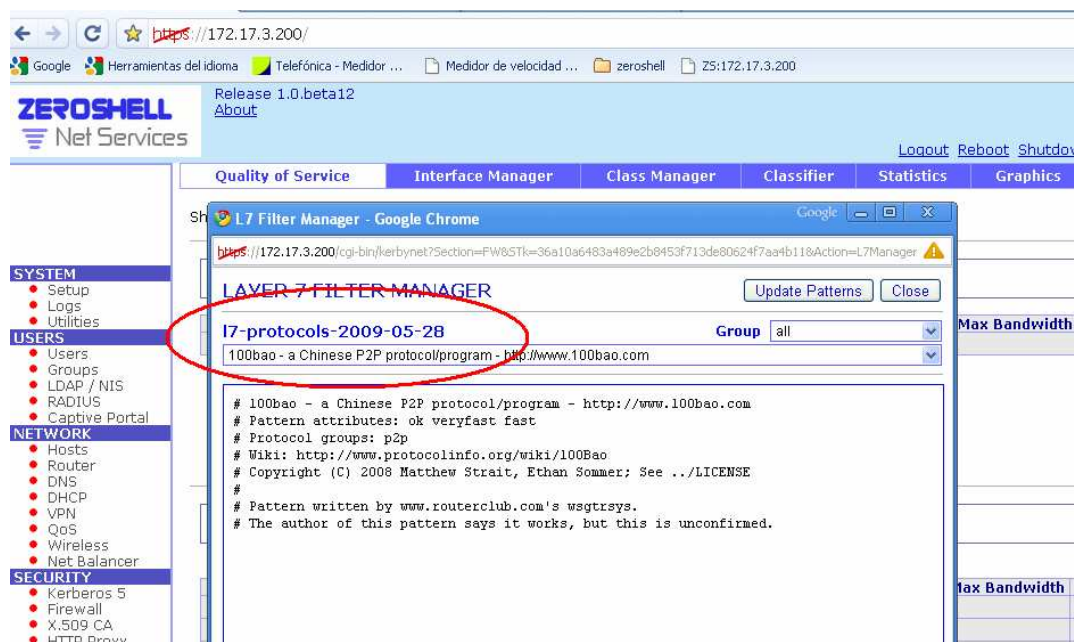 https://172.17.3.200/
Google Herramientas del idioma Telefónica - Medidor ... Medidor de velocidad ... zeroshell ZS:172.17.3.200
ZEROSHELL
Net Services
Release 1.0.beta12
About
Logout Reboot Shutdow
Quality of Service Interface Manager Class Manager Classifier Statistics Graphics
Sh
L7 Filter Manager - Google Chrome
Google
https://172.17.3.200/cgi-bin/kerbynet?Section=FW&STk=36a10a6483a489e2b8453f713de80624f7aa4b11&Action=L7Manager
LAYER 7 FILTER MANAGER
Update Patterns Close
l7-protocols-2009-05-28
Group all
100bao - a Chinese P2P protocol/program - http://www.100bao.com
# 100bao - a Chinese P2P protocol/program - http://www.100bao.com
# Pattern attributes: ok veryfast fast
# Protocol groups: p2p
# Wiki: http://www.protocolinfo.org/wiki/100Bao
# Copyright (C) 2008 Matthew Strait, Ethan Sommer; See ../LICENSE
#
# Pattern written by www.routerclub.com's wsgtrsys.
# The author of this pattern says it works, but this is unconfirmed.
SYSTEM
Setup
Logs
Utilities
USERS
Users
Groups
LDAP / NIS
RADIUS
Captive Portal
NETWORK
Hosts
Router
DNS
DHCP
VPN
QoS
Wireless
Net Balancer
SECURITY
Kerberos 5
Firewall
X.509 CA
HTTP Proxy
Max Bandwidth
Max Bandwidth